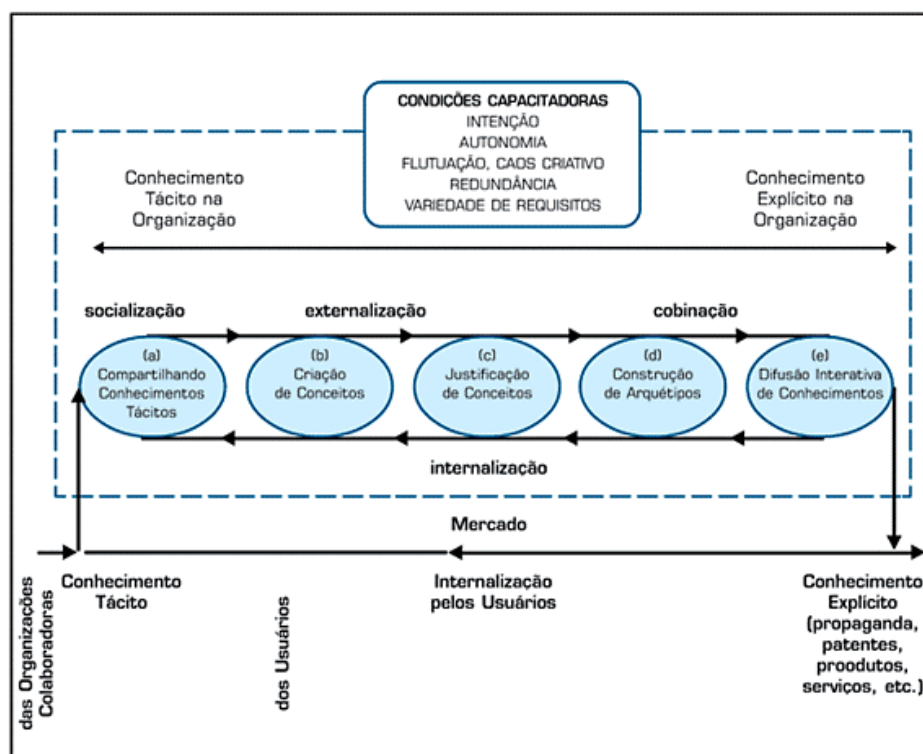 CONDIÇÕES CAPACITADORAS
INTENÇÃO
AUTONOMIA
FLUTUAÇÃO, CAOS CRIATIVO
REDUNDÂNCIA
VARIEDADE DE REQUISITOS
Conhecimento
Tácito na
Organização
Conhecimento
Explícito na
Organização
socialização
externalização
cobinação
(a)
Compartilhando
Conhecimentos
Tácitos
(b)
Criação
de Conceitos
(c)
Justificação
de Conceitos
(d)
Construção
de Arquétipos
(e)
Difusão Interativa
de Conhecimentos
internalização
Mercado
Conhecimento
Tácito
Internalização
pelos Usuários
Conhecimento
Explícito
(propaganda,
patentes,
proodutos,
serviços, etc.)
das Organizações
Colaboradoras
dos Usuários